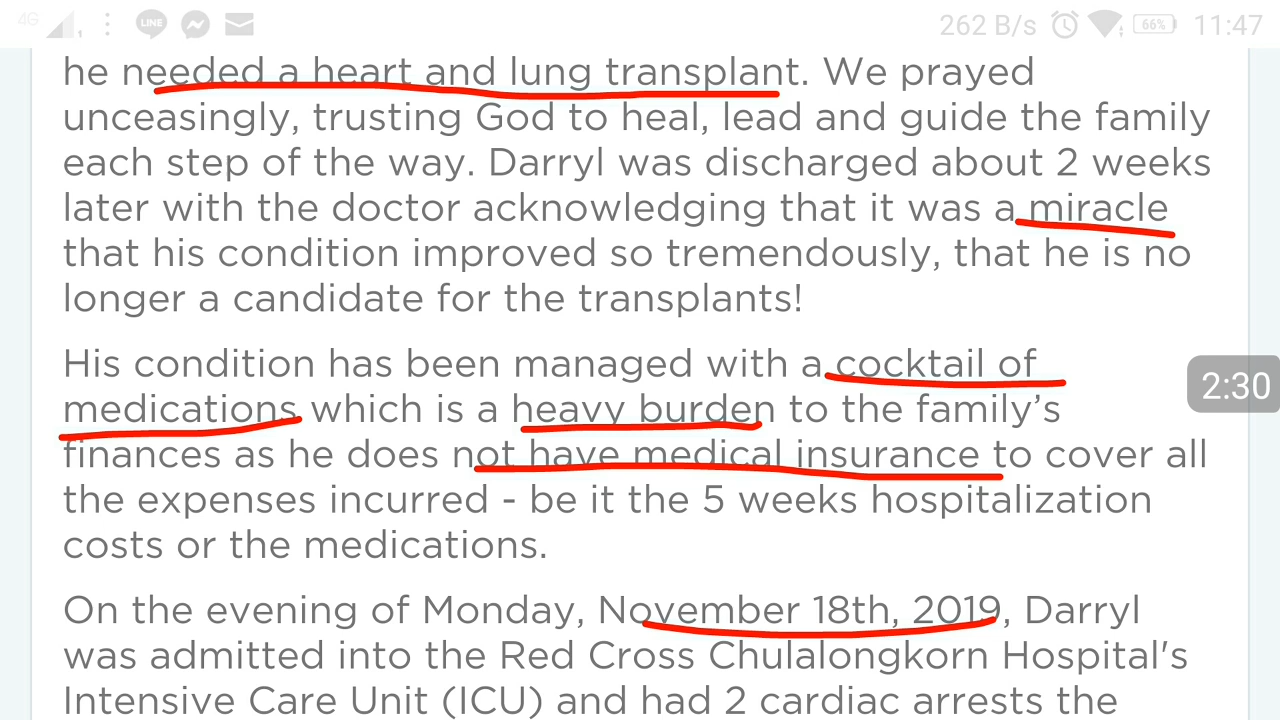 4G 1 LINE 262 B/s 66% 11:47
he needed a heart and lung transplant. We prayed
unceasingly, trusting God to heal, lead and guide the family
each step of the way. Darryl was discharged about 2 weeks
later with the doctor acknowledging that it was a miracle
that his condition improved so tremendously, that he is no
longer a candidate for the transplants!
His condition has been managed with a cocktail of
2:30
medications which is a heavy burden to the family’s
finances as he does not have medical insurance to cover all
the expenses incurred - be it the 5 weeks hospitalization
costs or the medications.
On the evening of Monday, November 18th, 2019, Darryl
was admitted into the Red Cross Chulalongkorn Hospital's
Intensive Care Unit (ICU) and had 2 cardiac arrests the